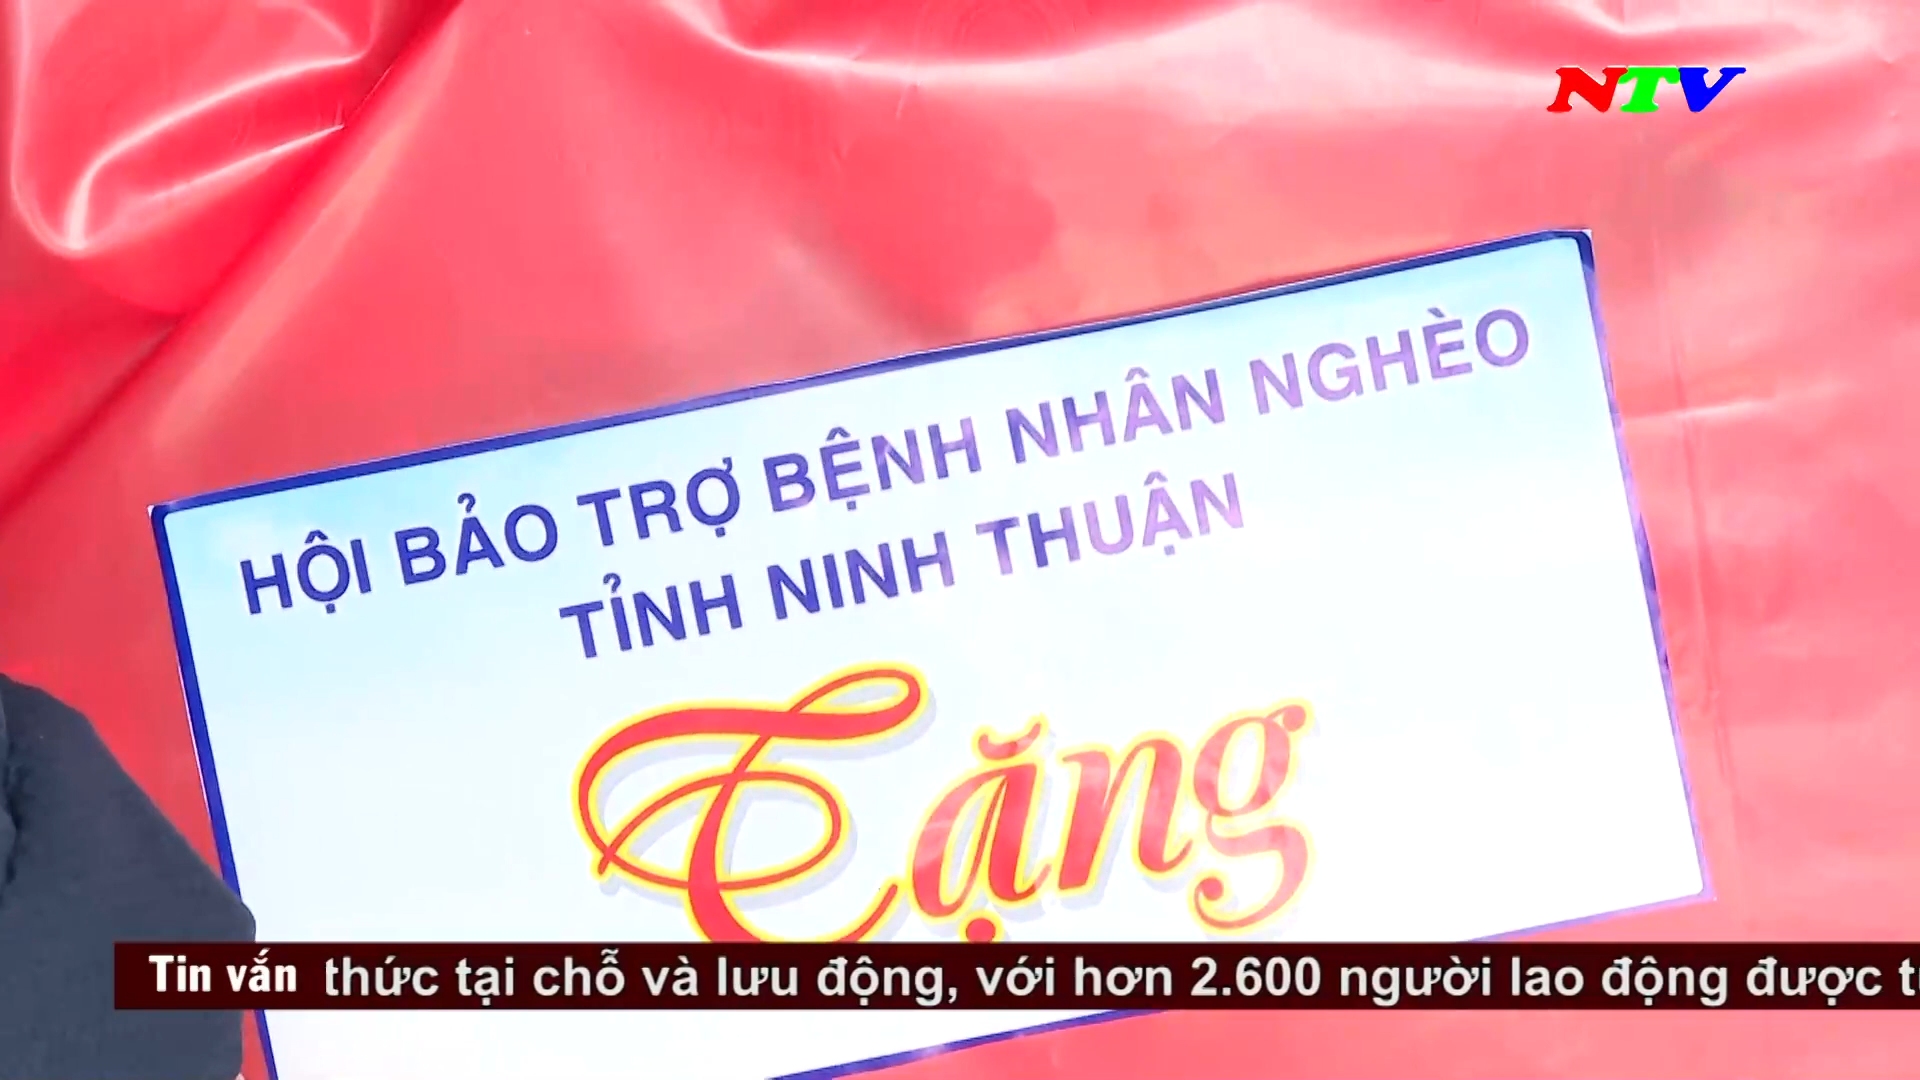 NTV
HỘI BẢO TRỢ BỆNH NHÂN NGHÈO
TỈNH NINH THUẬN
Tặng
Tin vắn thức tại chỗ và lưu động, với hơn 2.600 người lao động được